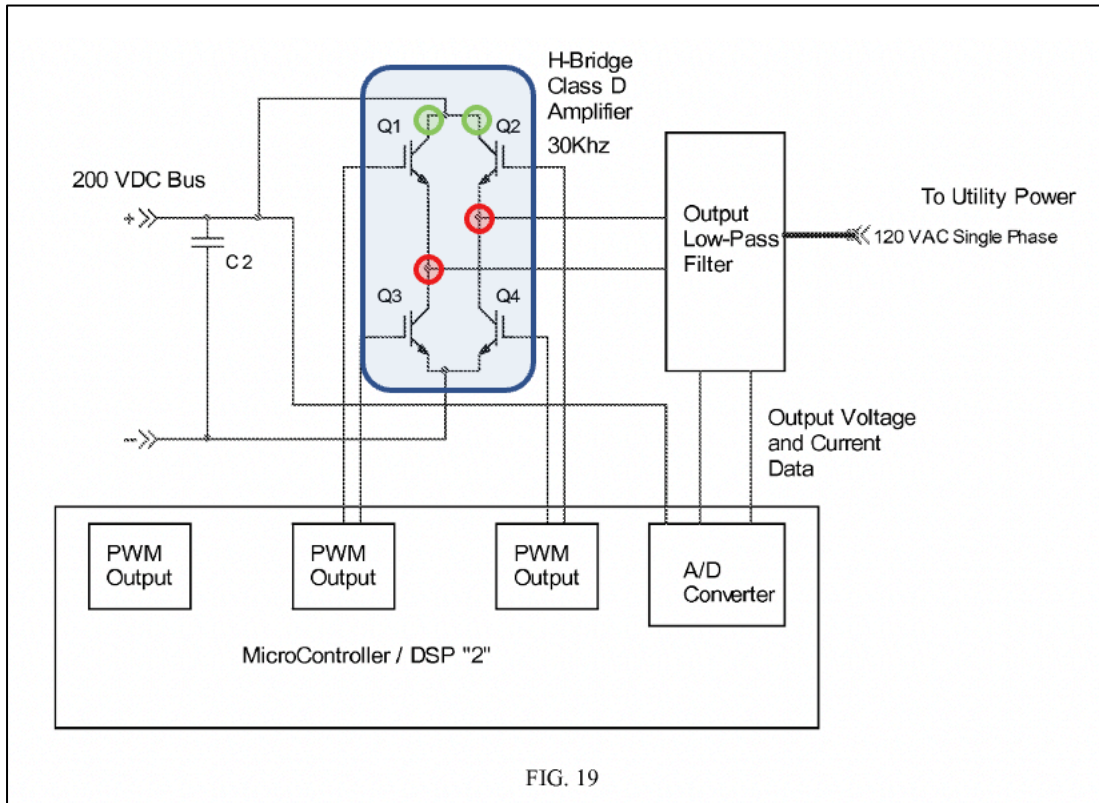 H-Bridge
Class D
Amplifier
30Khz
Q1
Q2
200 VDC Bus
+
C2
Q3
Q4
-
Output
Low-Pass
Filter
To Utility Power
120 VAC Single Phase
Output Voltage
and Current
Data
PWM
Output
PWM
Output
PWM
Output
A/D
Converter
MicroController / DSP "2"
FIG. 19